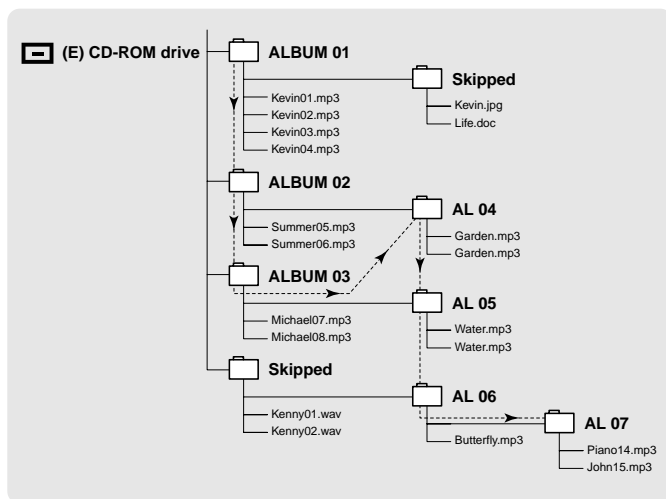 (E) CD-ROM drive
ALBUM 01
Kevin01.mp3
Kevin02.mp3
Kevin03.mp3
Kevin04.mp3
Skipped
Kevin.jpg
Life.doc
ALBUM 02
Summer05.mp3
Summer06.mp3
AL 04
Garden.mp3
Garden.mp3
ALBUM 03
Michael07.mp3
Michael08.mp3
AL 05
Water.mp3
Water.mp3
Skipped
Kenny01.wav
Kenny02.wav
AL 06
Butterfly.mp3
AL 07
Piano14.mp3
John15.mp3